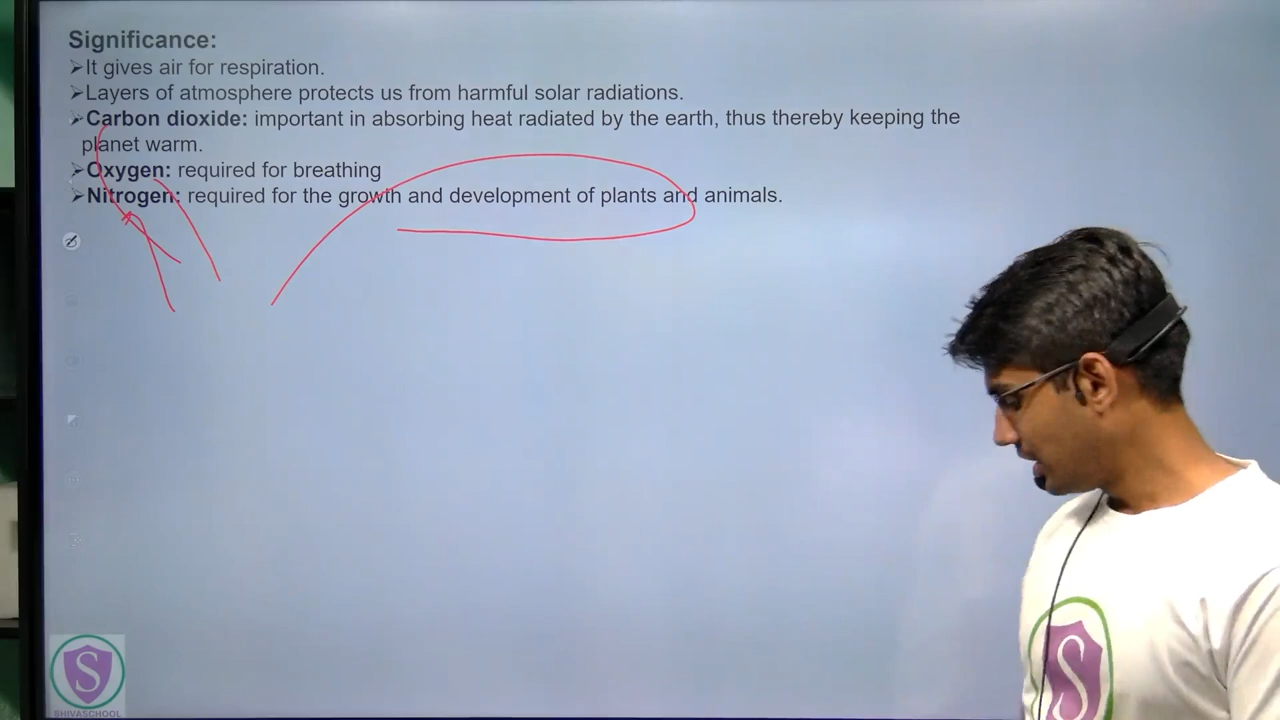 Significance:
➢It gives air for respiration.
➢Layers of atmosphere protects us from harmful solar radiations.
➢Carbon dioxide: important in absorbing heat radiated by the earth, thus thereby keeping the
planet warm.
➢Oxygen: required for breathing
➢Nitrogen: required for the growth and development of plants and animals.
S
SHIVASCHOOL
S